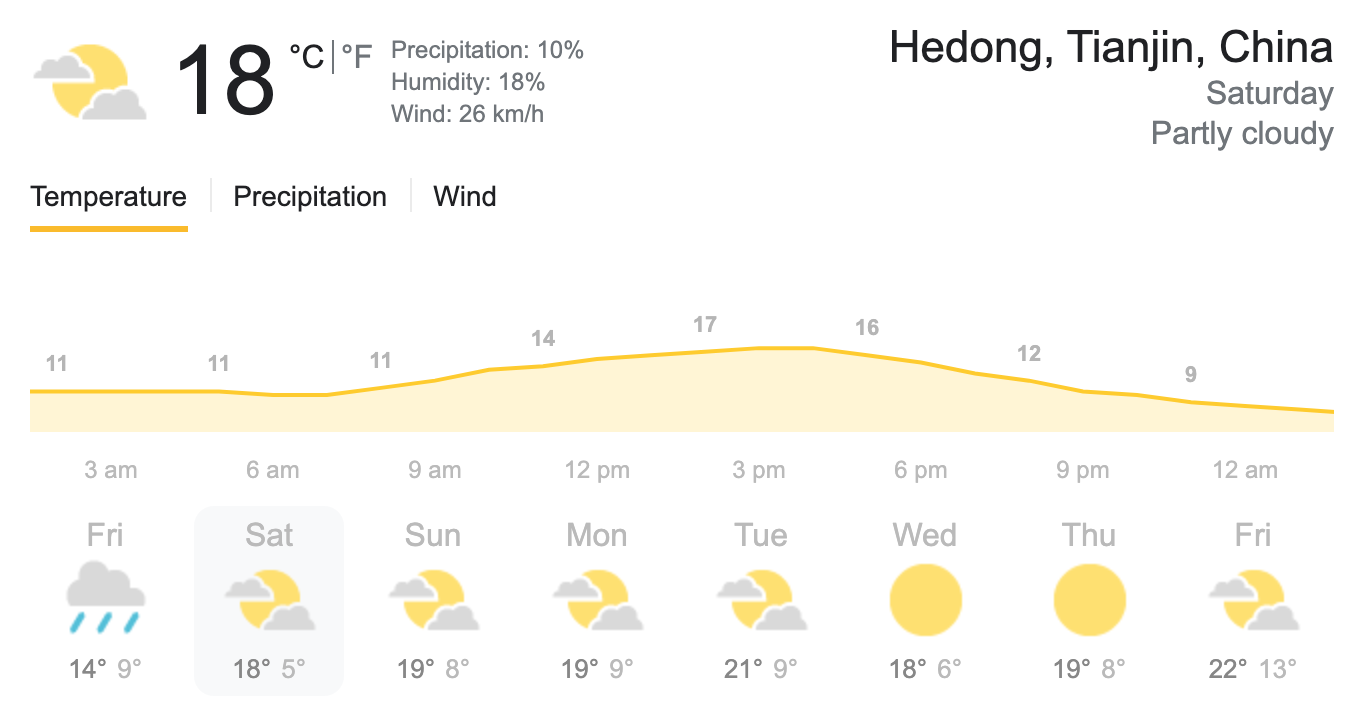 18 °C | °F
Precipitation: 10%
Humidity: 18%
Wind: 26 km/h
Hedong, Tianjin, China
Saturday
Partly cloudy
Temperature | Precipitation | Wind
11 11 11 14 17 16 12 9
3 am 6 am 9 am 12 pm 3 pm 6 pm 9 pm 12 am
Fri Sat Sun Mon Tue Wed Thu Fri
14° 9° 18° 5° 19° 8° 19° 9° 21° 9° 18° 6° 19° 8° 22° 13°